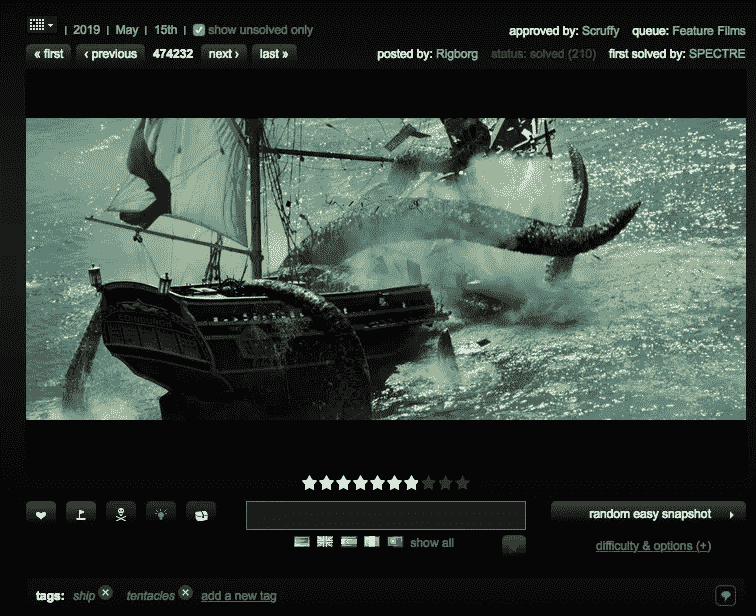 | 2019 | May | 15th | show unsolved only
approved by: Scruffy queue: Feature Films
« first ‹ previous 474232 next › last »
posted by: Rigborg status: solved (210) first solved by: SPECTRE
random easy snapshot
show all
difficulty & options (+)
tags: ship tentacles add a new tag